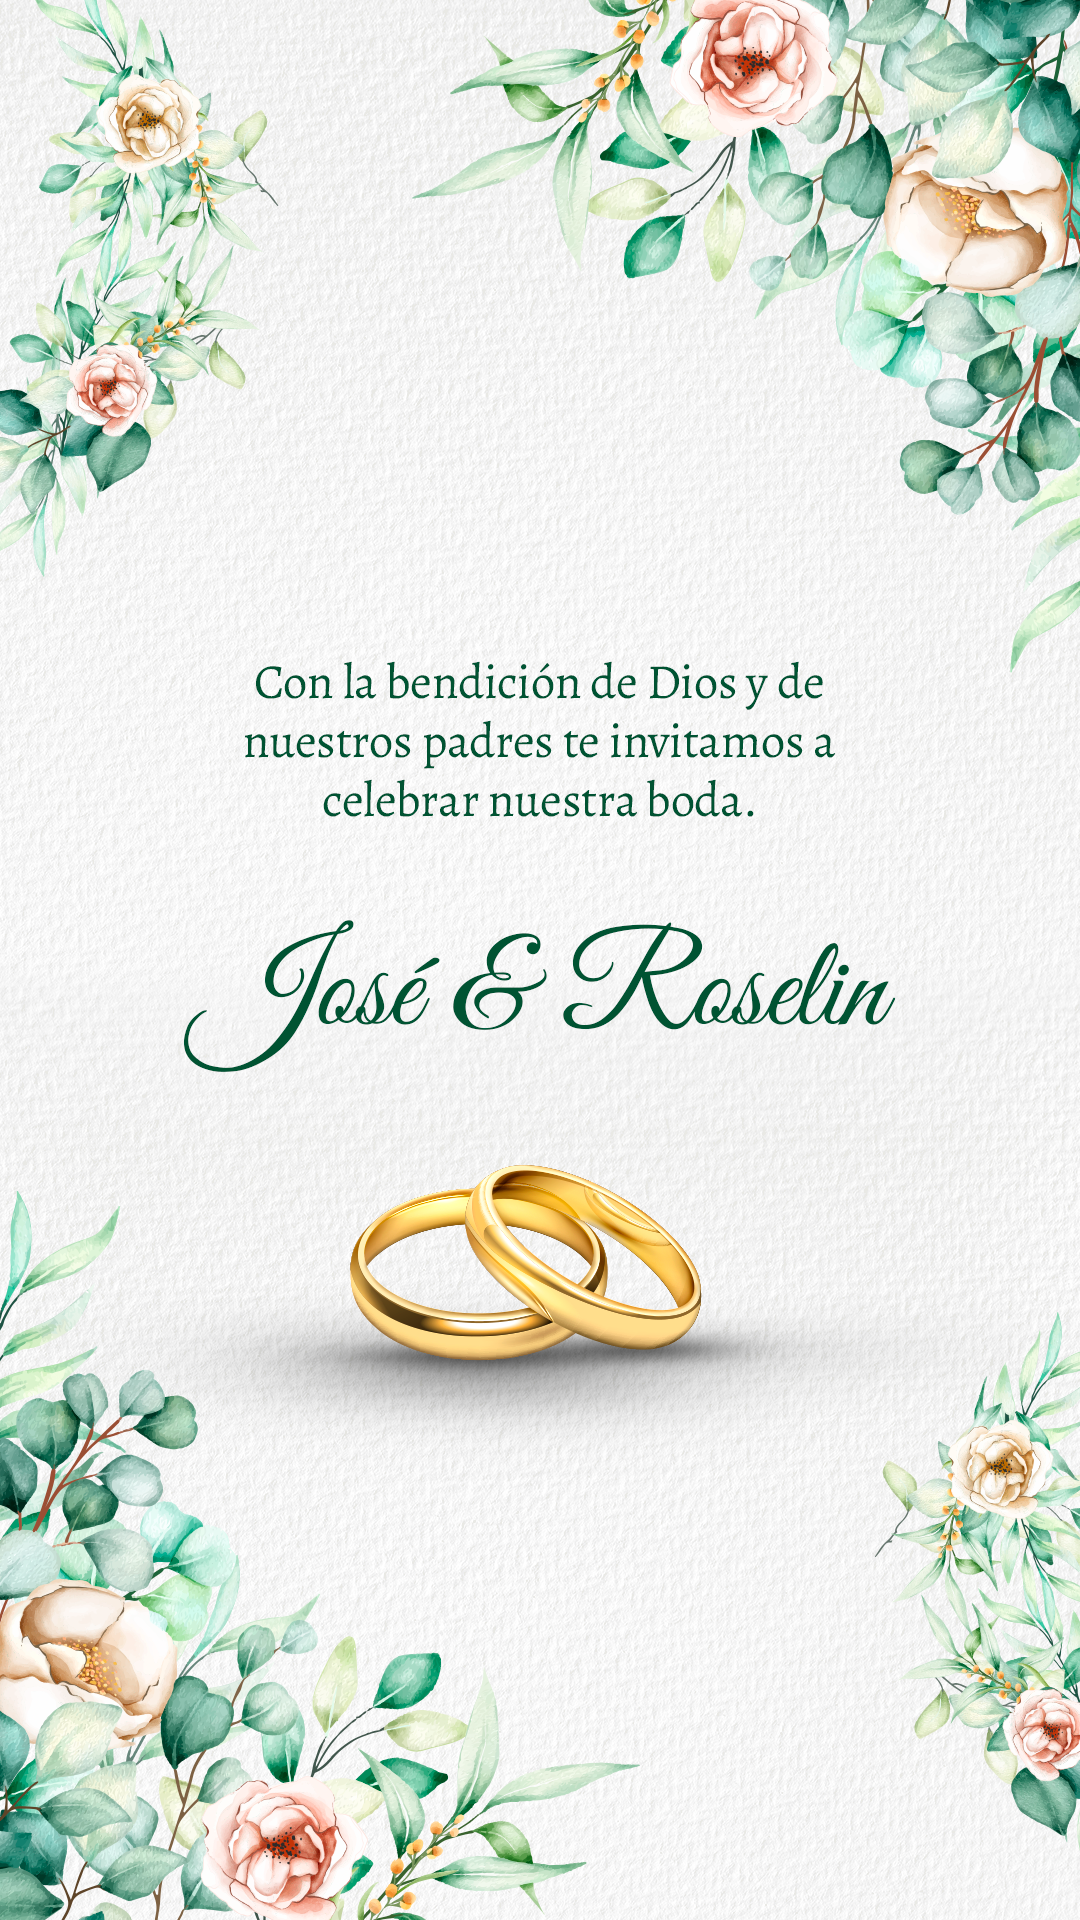 Con la bendición de Dios y de
nuestros padres te invitamos a
celebrar nuestra boda.
José & Roselin